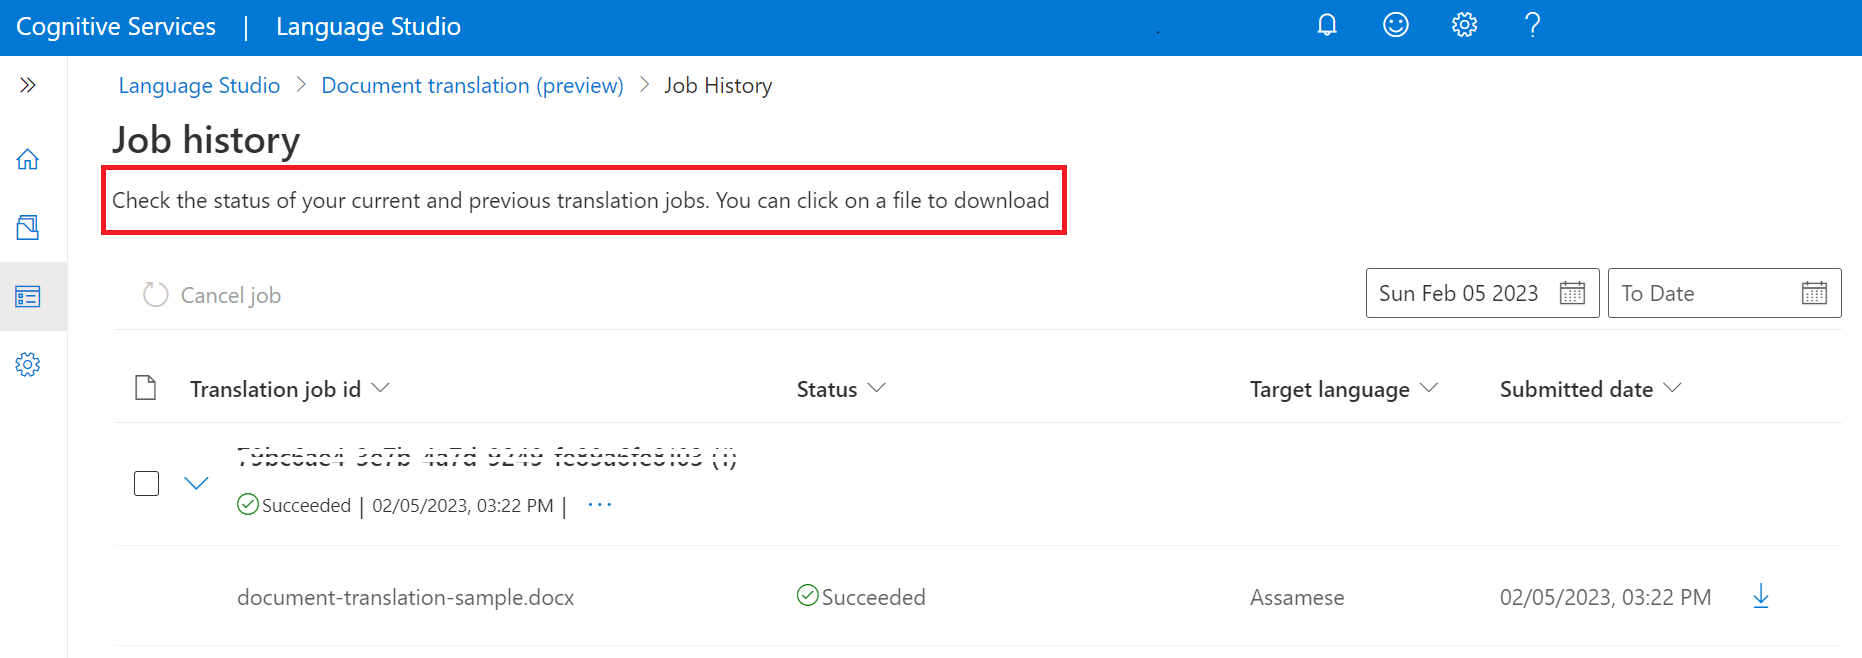 Cognitive Services | Language Studio
Language Studio > Document translation (preview) > Job History
Job history
Check the status of your current and previous translation jobs. You can click on a file to download
Cancel job
Sun Feb 05 2023
To Date
Translation job id
Status
Target language
Submitted date
Succeeded | 02/05/2023, 03:22 PM | ...
document-translation-sample.docx
Succeeded
Assamese
02/05/2023, 03:22 PM